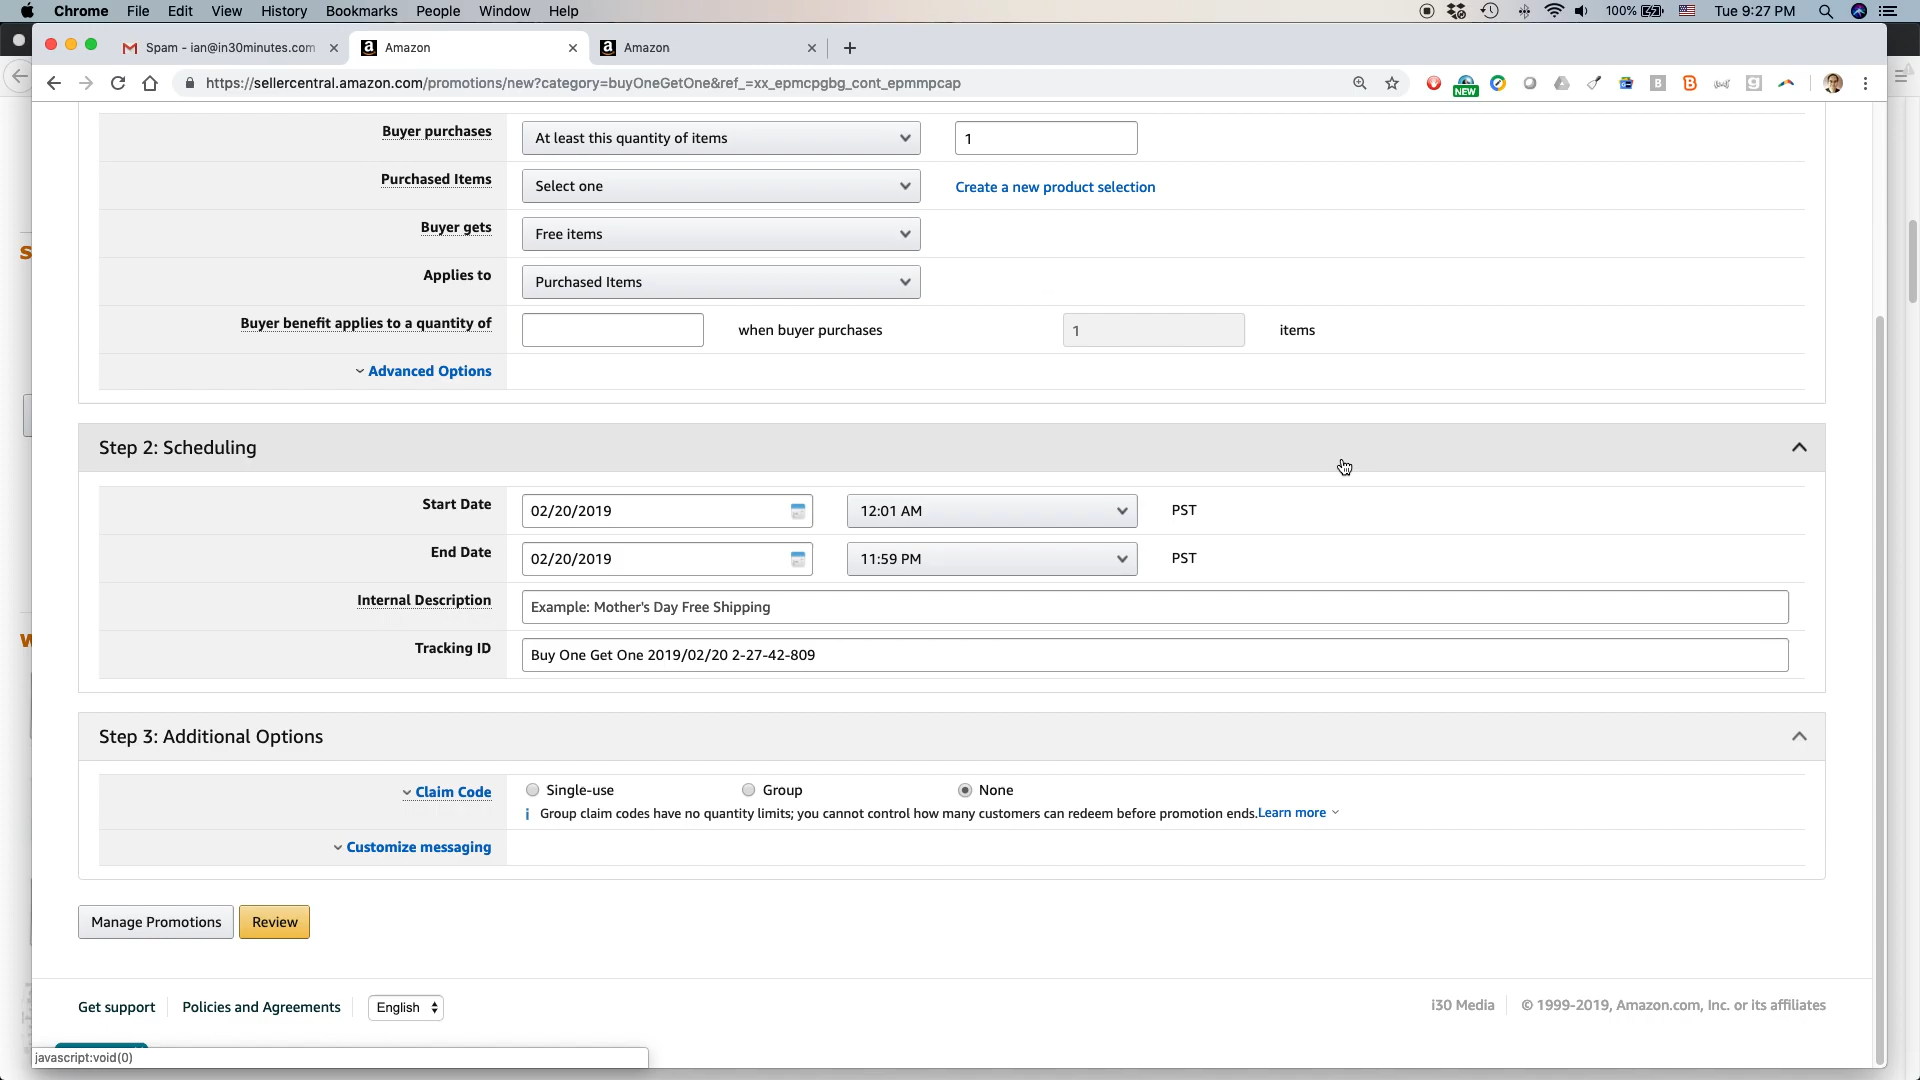 Chrome File Edit View History Bookmarks People Window Help 100% Tue 9:27 PM
Spam - ian@in30minutes.com Amazon Amazon
https://sellercentral.amazon.com/promotions/new?category=buyOneGetOne&ref_=xx_epmcpgbg_cont_epmmpcap NEW
Buyer purchases At least this quantity of items 1
Purchased Items Select one Create a new product selection
Buyer gets Free items
Applies to Purchased Items
Buyer benefit applies to a quantity of when buyer purchases 1 items
Advanced Options
Step 2: Scheduling
Start Date 02/20/2019 12:01 AM PST
End Date 02/20/2019 11:59 PM PST
Internal Description Example: Mother's Day Free Shipping
Tracking ID Buy One Get One 2019/02/20 2-27-42-809
Step 3: Additional Options
Claim Code Single-use Group None
i Group claim codes have no quantity limits; you cannot control how many customers can redeem before promotion ends.Learn more
Customize messaging
Manage Promotions Review
Get support Policies and Agreements English i30 Media © 1999-2019, Amazon.com, Inc. or its affiliates
javascript:void(0)